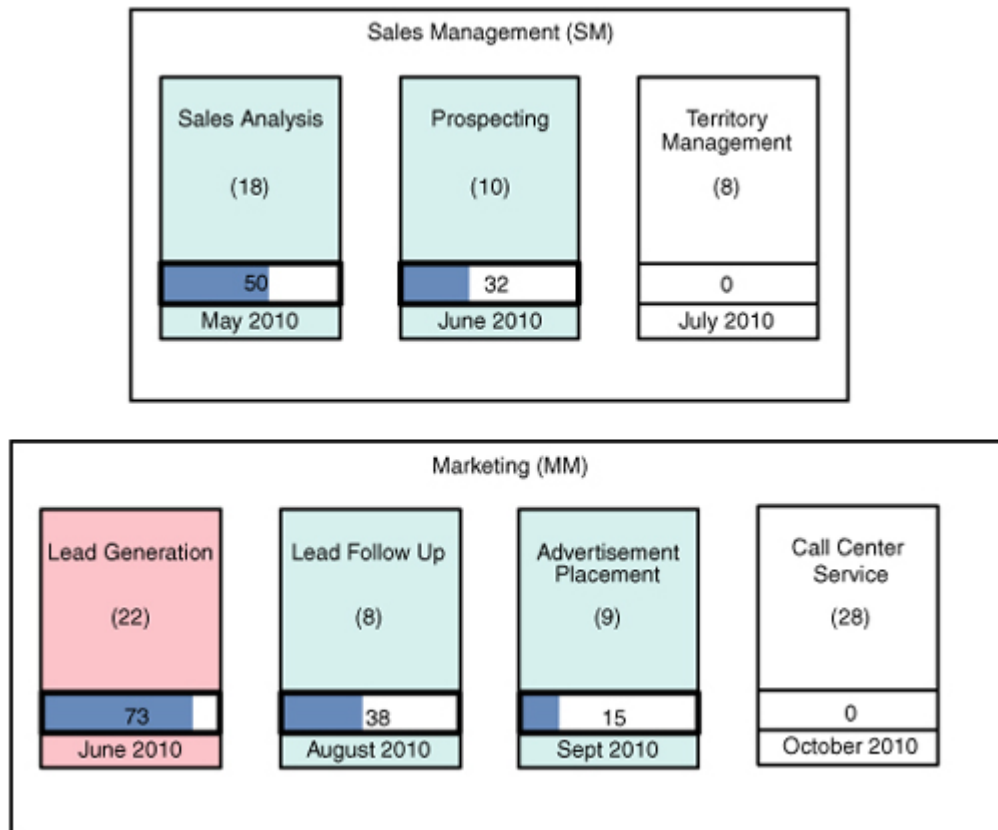 Sales Management (SM)
Sales Analysis
(18)
50
May 2010
Prospecting
(10)
32
June 2010
Territory
Management
(8)
0
July 2010
Marketing (MM)
Lead Generation
(22)
73
June 2010
Lead Follow Up
(8)
38
August 2010
Advertisement
Placement
(9)
15
Sept 2010
Call Center
Service
(28)
0
October 2010